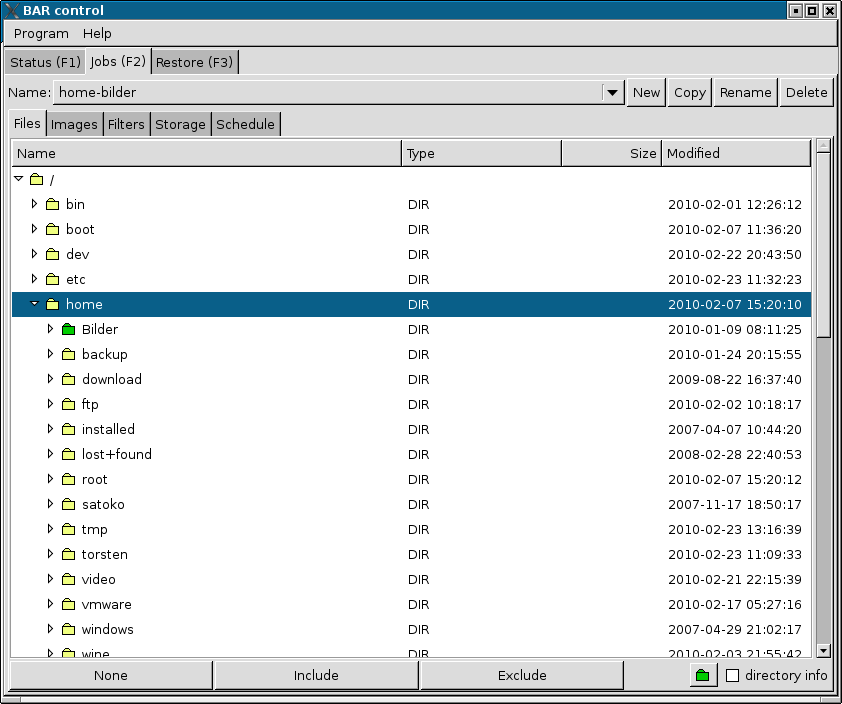 BAR control
Program Help
Status (F1) Jobs (F2) Restore (F3)
Name: home-bilder New Copy Rename Delete
Files Images Filters Storage Schedule
Name Type Size Modified
/
bin DIR 2010-02-01 12:26:12
boot DIR 2010-02-07 11:36:20
dev DIR 2010-02-22 20:43:50
etc DIR 2010-02-23 11:32:23
home DIR 2010-02-07 15:20:10
Bilder DIR 2010-01-09 08:11:25
backup DIR 2010-01-24 20:15:55
download DIR 2009-08-22 16:37:40
ftp DIR 2010-02-02 10:18:17
installed DIR 2007-04-07 10:44:20
lost+found DIR 2008-02-28 22:40:53
root DIR 2010-02-07 15:20:12
satoko DIR 2007-11-17 18:50:17
tmp DIR 2010-02-23 13:16:39
torsten DIR 2010-02-23 11:09:33
video DIR 2010-02-21 22:15:39
vmware DIR 2010-02-17 05:27:16
windows DIR 2007-04-29 21:02:17
wine DIR 2010-02-03 21:55:42
None Include Exclude directory info